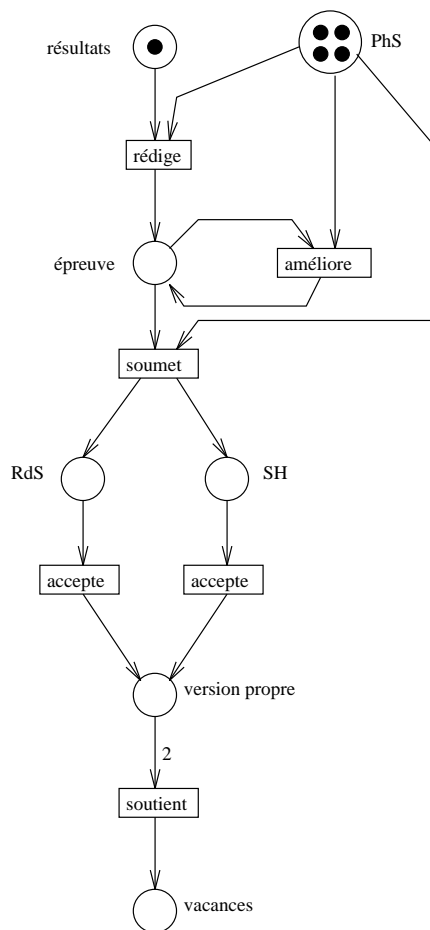 résultats
PhS
rédige
épreuve
améliore
soumet
RdS
SH
accepte
accepte
version propre
2
soutient
vacances